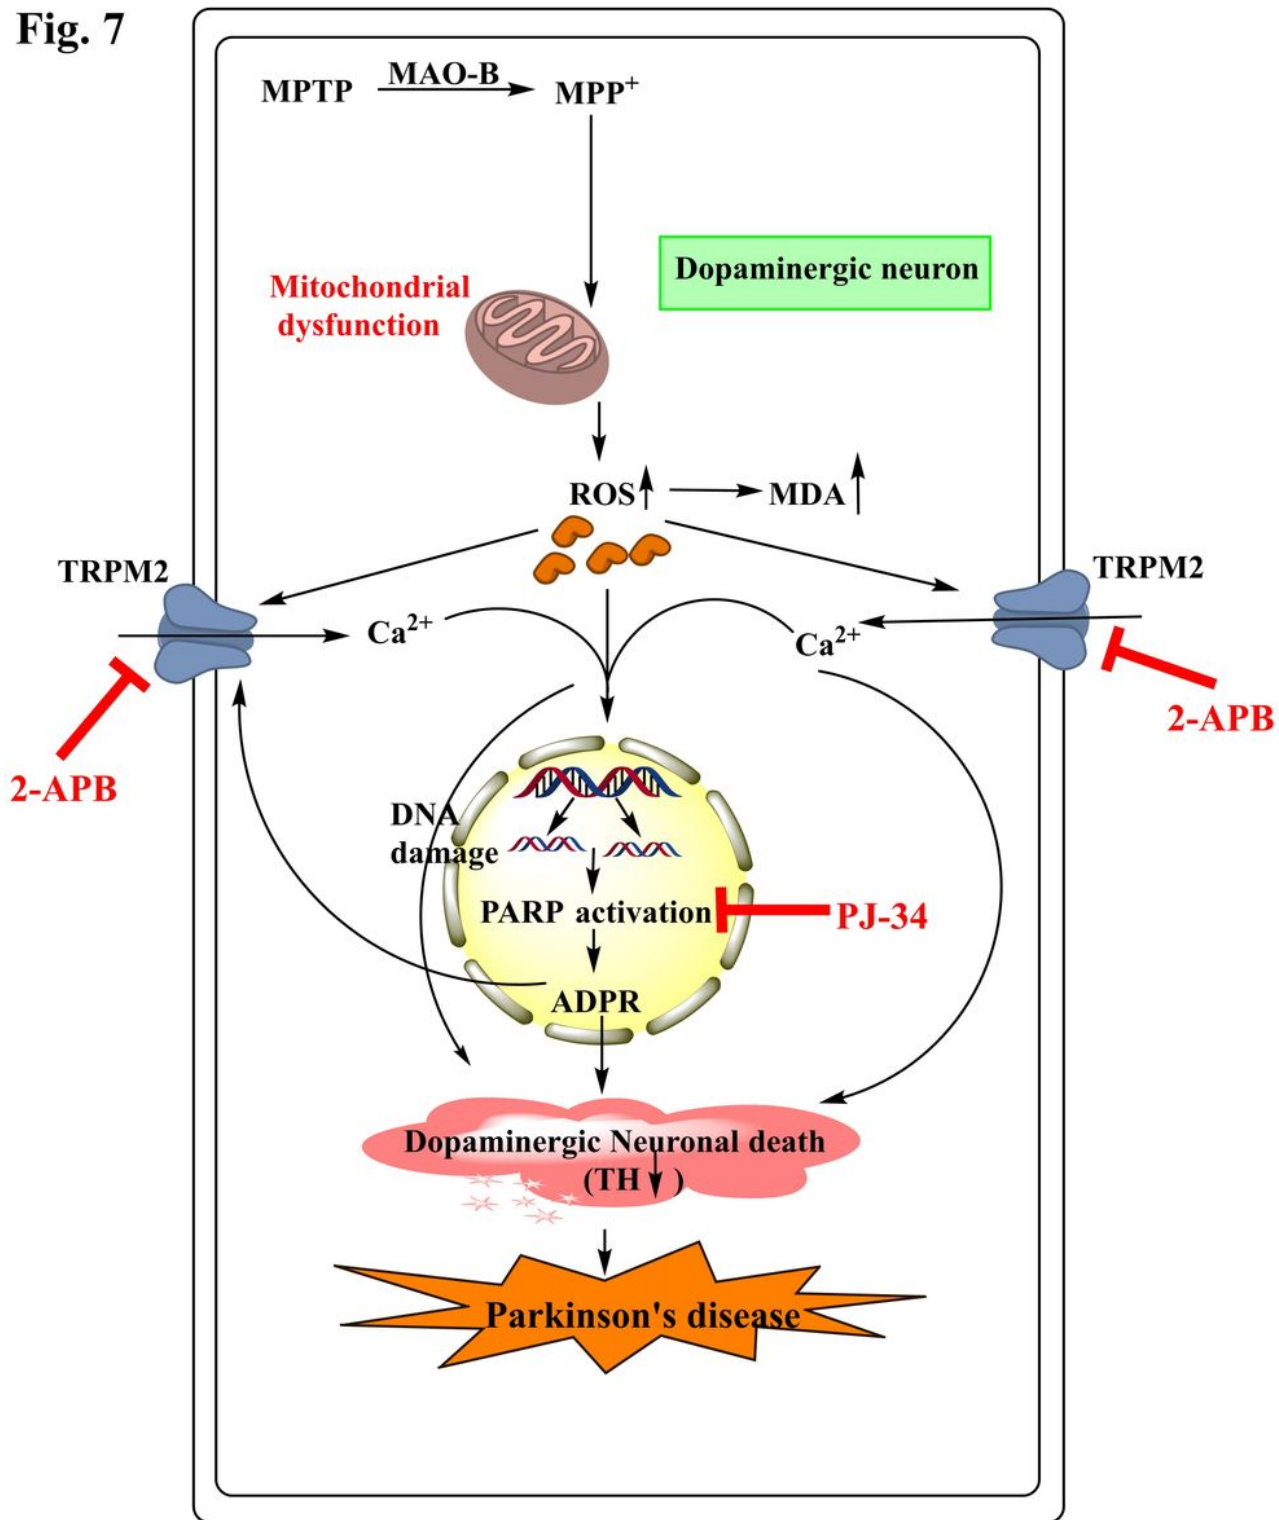 Fig. 7
MPTP
MAO-B
MPP⁺
Dopaminergic neuron
Mitochondrial
dysfunction
ROS
MDA
TRPM2
TRPM2
Ca²⁺
Ca²⁺
2-APB
2-APB
DNA
damage
PARP activation
PJ-34
ADPR
Dopaminergic Neuronal death
(TH )
Parkinson's disease